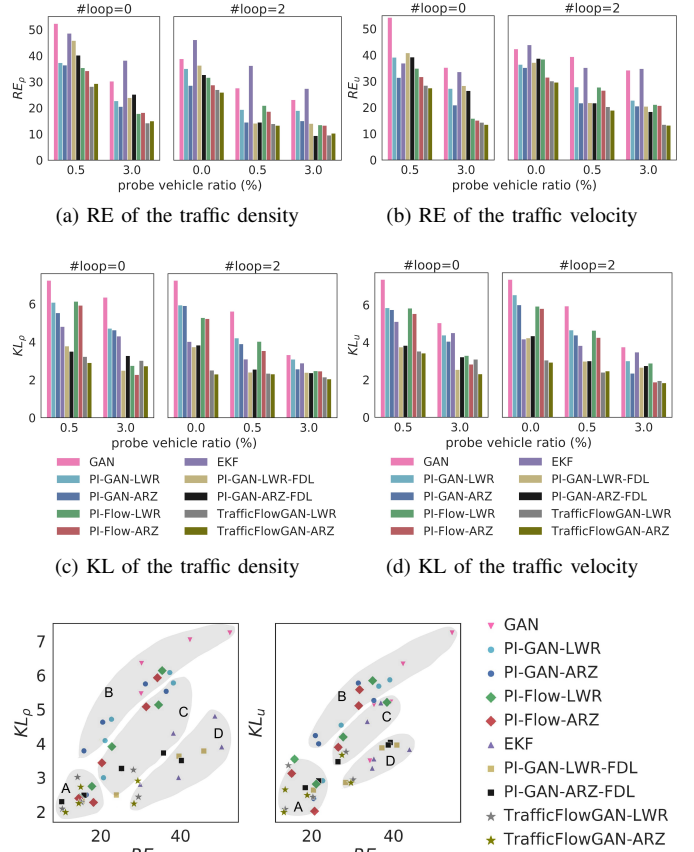 #loop=0
#loop=2
50
40
30
20
10
0
REρ
0.5
3.0
0.0
0.5
3.0
probe vehicle ratio (%)
(a) RE of the traffic density
#loop=0
#loop=2
50
40
30
20
10
0
REu
0.5
3.0
0.0
0.5
3.0
probe vehicle ratio (%)
(b) RE of the traffic velocity
#loop=0
#loop=2
6
4
2
0
KLρ
0.5
3.0
0.0
0.5
3.0
probe vehicle ratio (%)
GAN
EKF
PI-GAN-LWR
PI-GAN-LWR-FDL
PI-GAN-ARZ
PI-GAN-ARZ-FDL
PI-Flow-LWR
TrafficFlowGAN-LWR
PI-Flow-ARZ
TrafficFlowGAN-ARZ
(c) KL of the traffic density
#loop=0
#loop=2
6
4
2
0
KLu
0.5
3.0
0.0
0.5
3.0
probe vehicle ratio (%)
GAN
EKF
PI-GAN-LWR
PI-GAN-LWR-FDL
PI-GAN-ARZ
PI-GAN-ARZ-FDL
PI-Flow-LWR
TrafficFlowGAN-LWR
PI-Flow-ARZ
TrafficFlowGAN-ARZ
(d) KL of the traffic velocity
7
6
5
4
3
2
KLρ
A
B
C
D
20
40
KLu
A
B
C
D
20
40
GAN
PI-GAN-LWR
PI-GAN-ARZ
PI-Flow-LWR
PI-Flow-ARZ
EKF
PI-GAN-LWR-FDL
PI-GAN-ARZ-FDL
TrafficFlowGAN-LWR
TrafficFlowGAN-ARZ